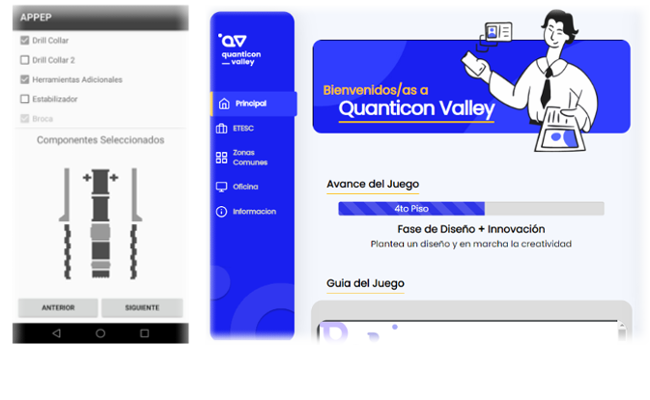 APPEP
Drill Collar
Drill Collar 2
Herramientas Adicionales
Estabilizador
Broca
Componentes Seleccionados
ANTERIOR
SIGUIENTE
quanticon
valley
Principal
ETESC
Zonas
Comunes
Oficina
Informacion
Bienvenidos/as a
Quanticon Valley
Avance del Juego
4to Piso
Fase de Diseño + Innovación
Plantea un diseño y en marcha la creatividad
Guia del Juego